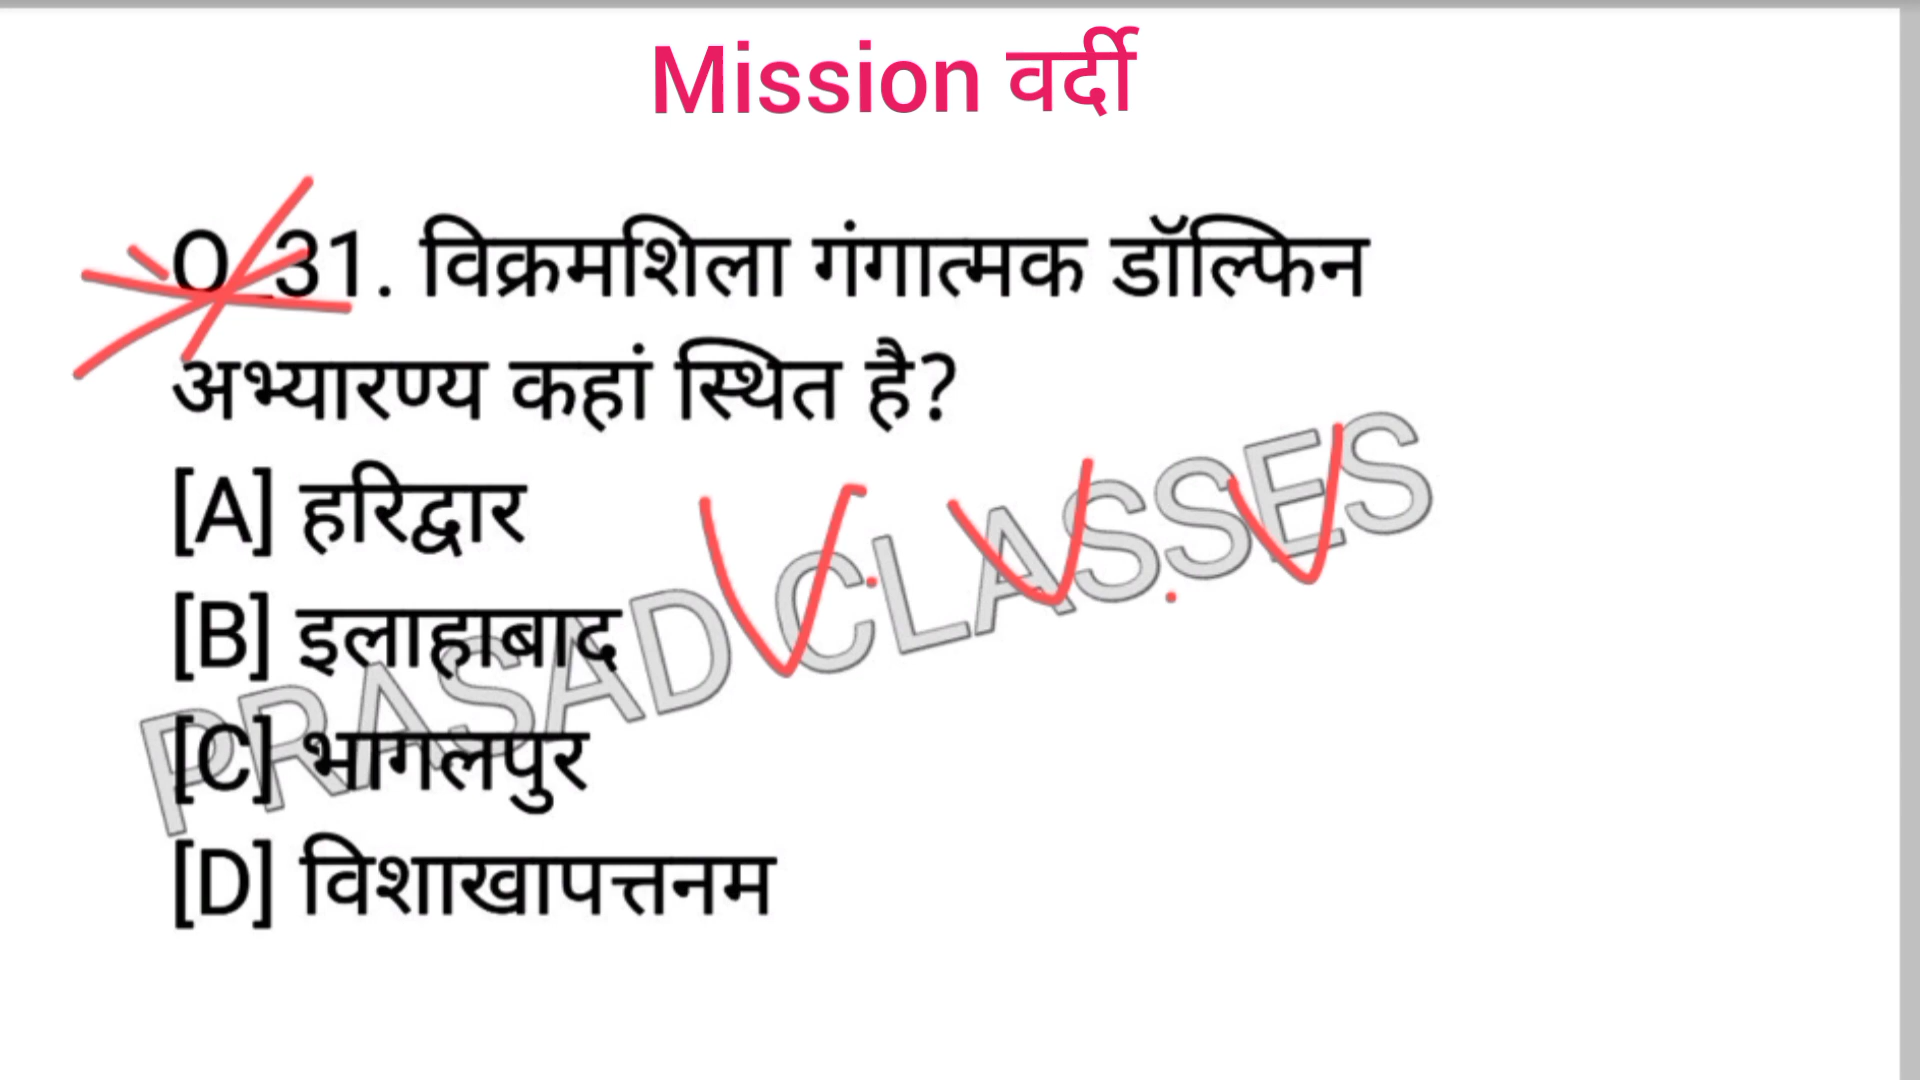 Mission वर्दी
Q.31. विक्रमशिला गंगात्मक डॉल्फिन
अभ्यारण्य कहां स्थित है?
[A] हरिद्वार
[B] इलाहाबाद
[C] भागलपुर
[D] विशाखापत्तनम
PRASAD CLASSES